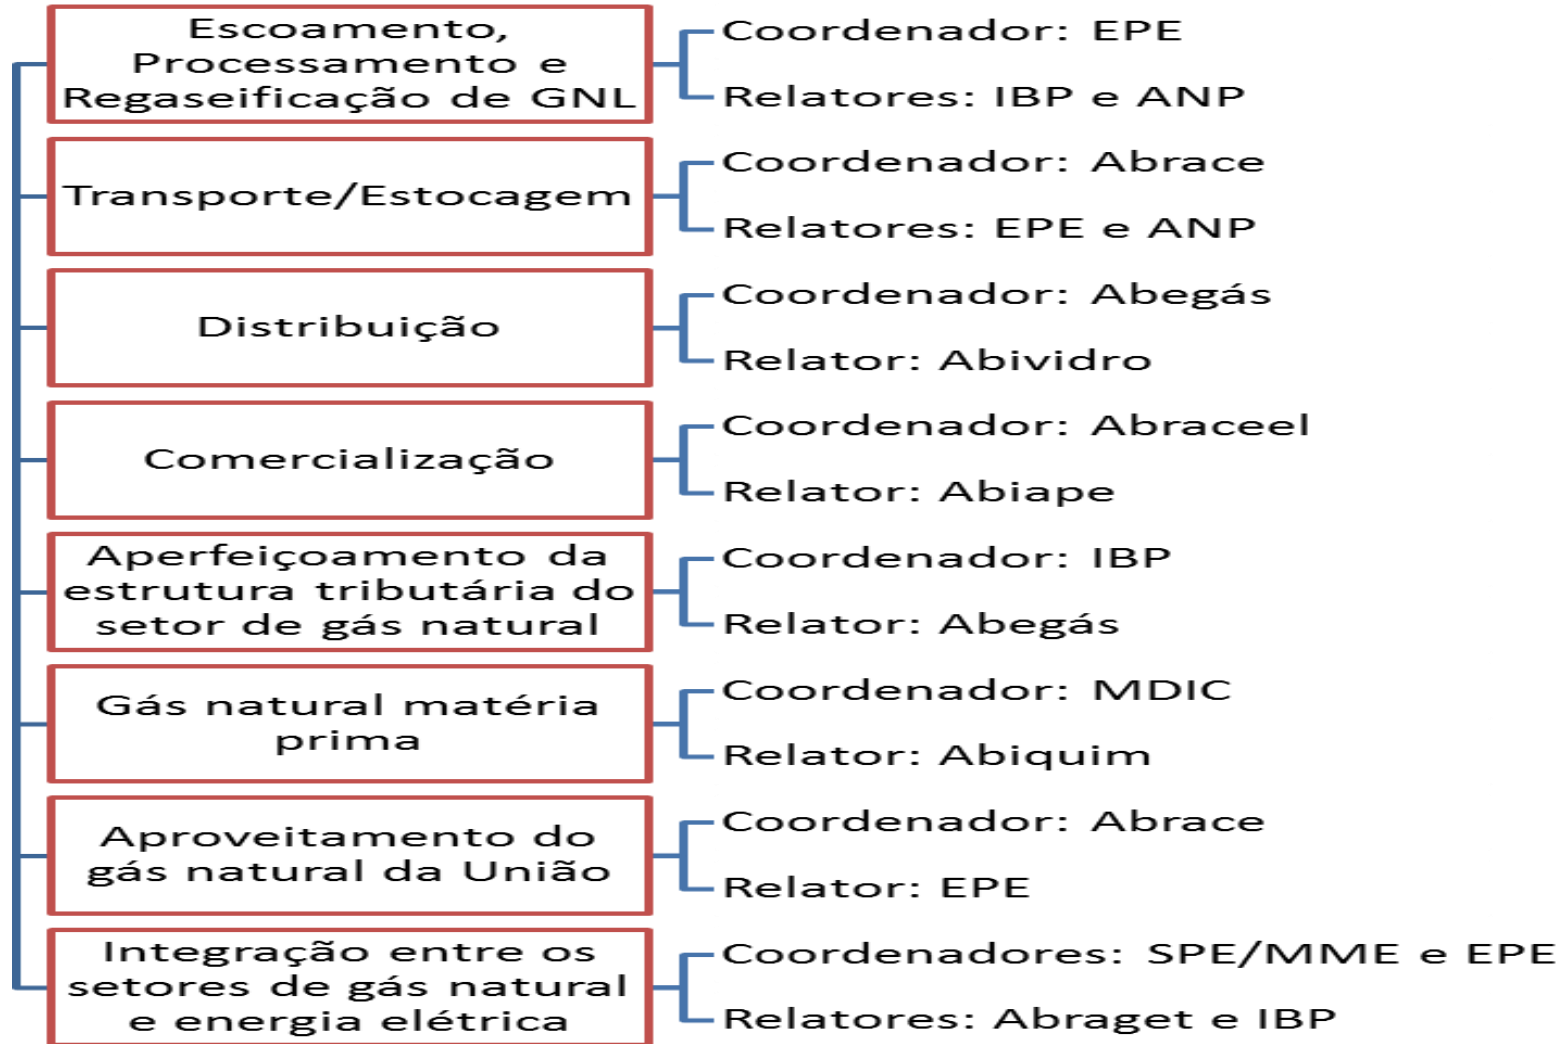 Escoamento,
Processamento e
Regaseificação de GNL
Coordenador: EPE
Relatores: IBP e ANP
Transporte/Estocagem
Coordenador: Abrace
Relatores: EPE e ANP
Distribuição
Coordenador: Abegás
Relator: Abividro
Comercialização
Coordenador: Abraceel
Relator: Abiape
Aperfeiçoamento da
estrutura tributária do
setor de gás natural
Coordenador: IBP
Relator: Abegás
Gás natural matéria
prima
Coordenador: MDIC
Relator: Abiquim
Aproveitamento do
gás natural da União
Coordenador: Abrace
Relator: EPE
Integração entre os
setores de gás natural
e energia elétrica
Coordenadores: SPE/MME e EPE
Relatores: Abraget e IBP